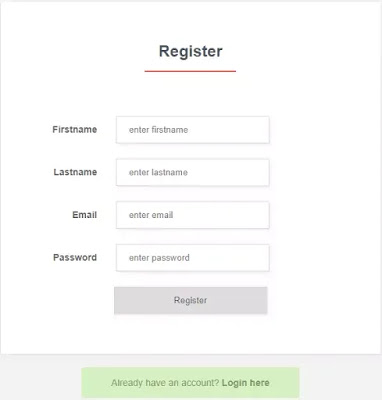 Register
Firstname enter firstname
Lastname enter lastname
Email enter email
Password enter password
Register
Already have an account? Login here